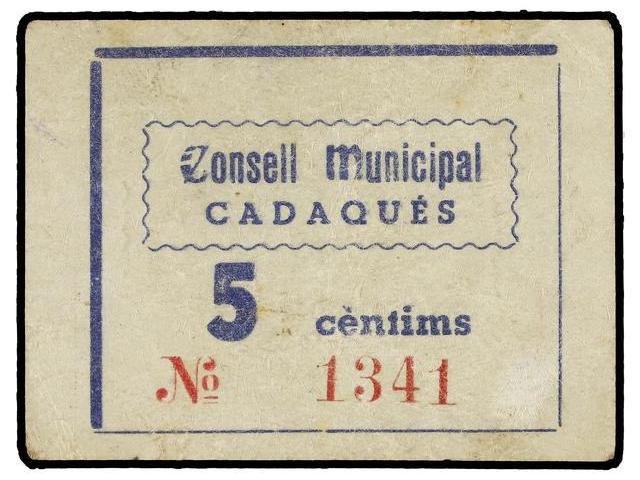 Consell Municipal
CADAQUÉS
5 cèntims
Nº 1341